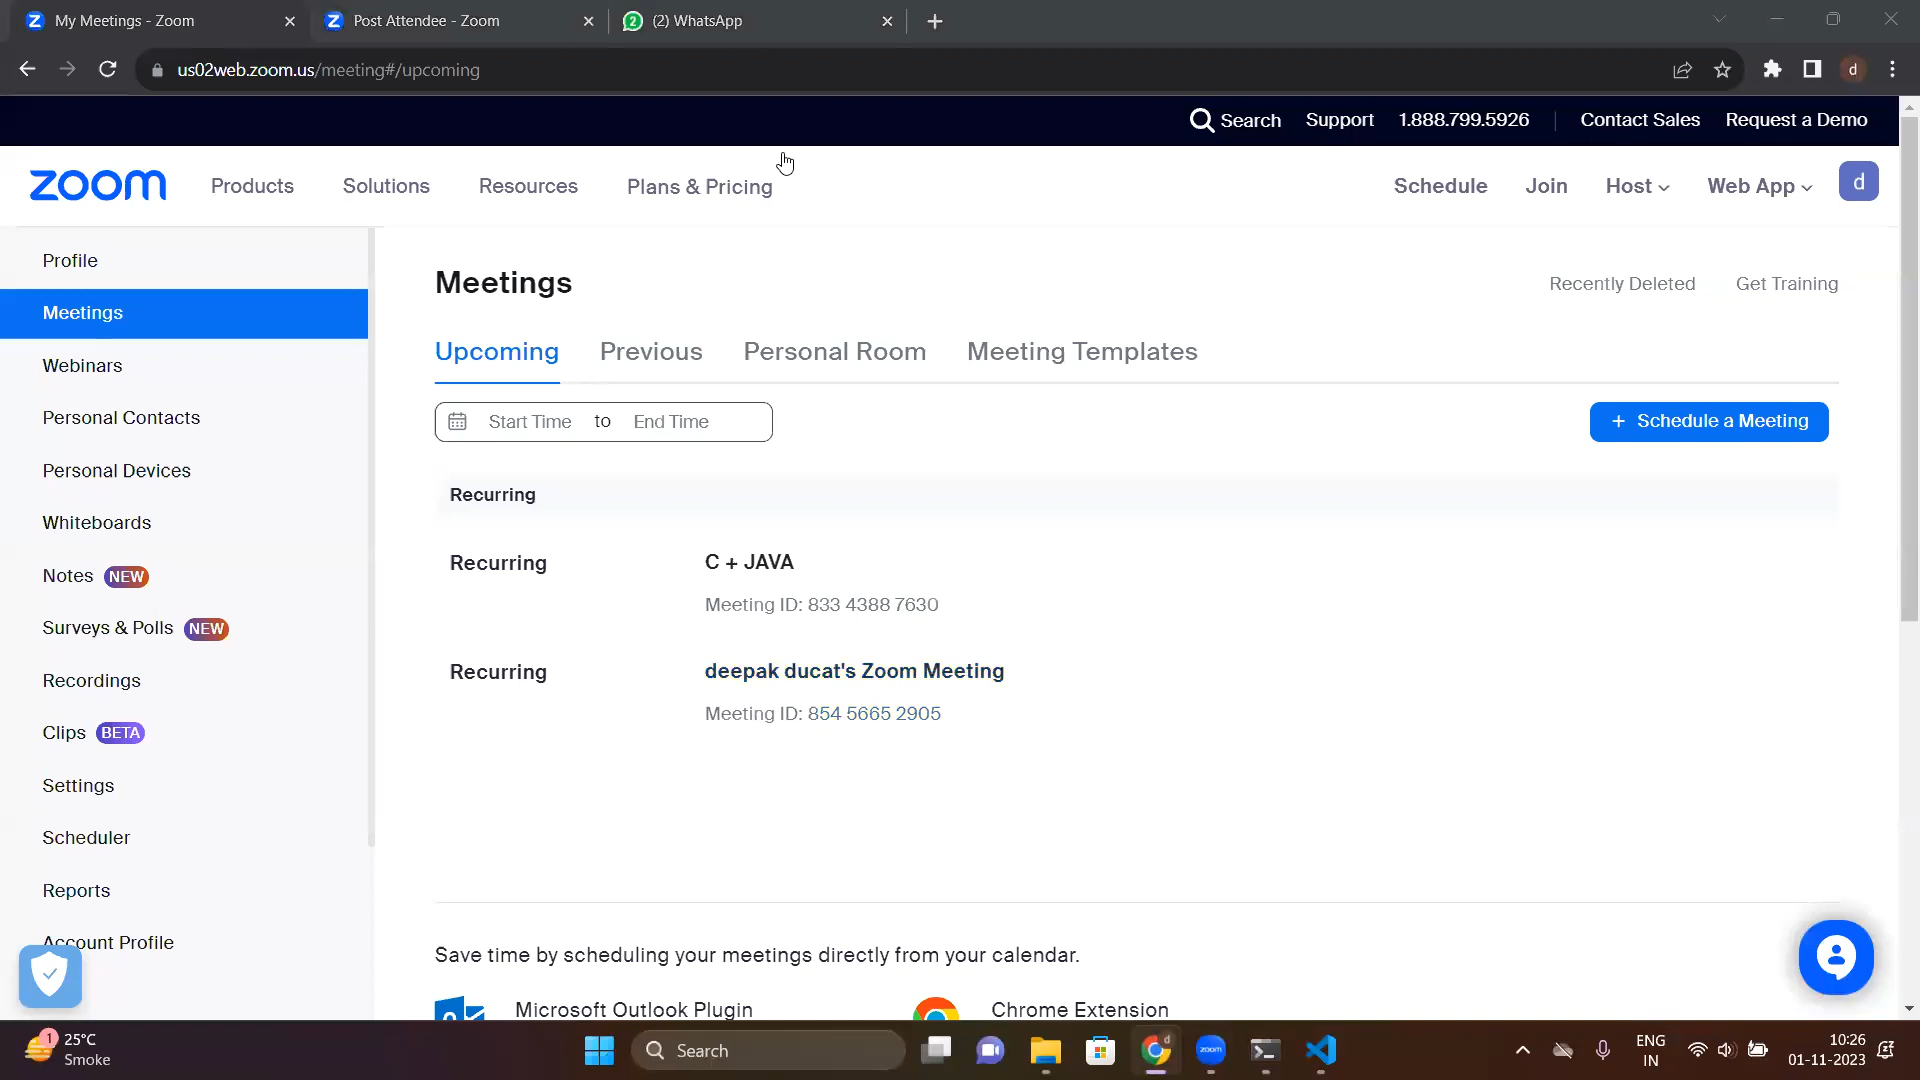 My Meetings - Zoom
Post Attendee - Zoom
(2) WhatsApp
us02web.zoom.us/meeting#/upcoming
d
Search Support 1.888.799.5926 Contact Sales Request a Demo
zoom Products Solutions Resources Plans & Pricing Schedule Join Host Web App d
Profile
Meetings
Webinars
Personal Contacts
Personal Devices
Whiteboards
Notes NEW
Surveys & Polls NEW
Recordings
Clips BETA
Settings
Scheduler
Reports
Account Profile
Meetings
Recently Deleted Get Training
Upcoming Previous Personal Room Meeting Templates
Start Time to End Time
+ Schedule a Meeting
Recurring
Recurring C + JAVA
Meeting ID: 833 4388 7630
Recurring deepak ducat's Zoom Meeting
Meeting ID: 854 5665 2905
Save time by scheduling your meetings directly from your calendar.
Microsoft Outlook Plugin Chrome Extension
1
25°C
Smoke
Search
zoom
ENG
IN
10:26
01-11-2023